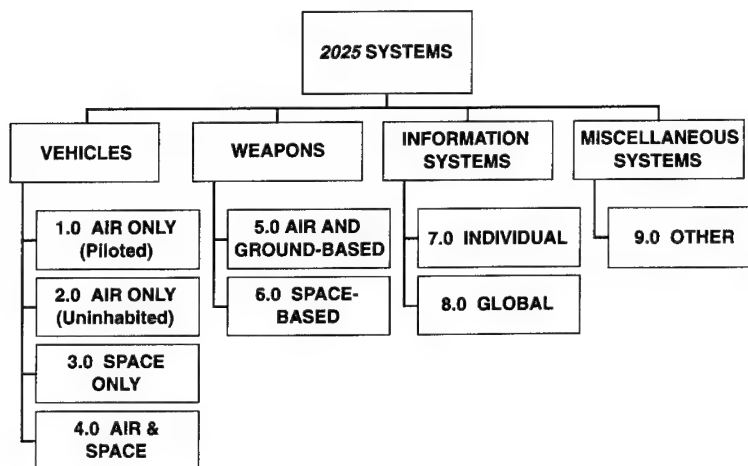 2025 SYSTEMS
VEHICLES
1.0 AIR ONLY
(Piloted)
2.0 AIR ONLY
(Uninhabited)
3.0 SPACE
ONLY
4.0 AIR &
SPACE
WEAPONS
5.0 AIR AND
GROUND-BASED
6.0 SPACE-
BASED
INFORMATION
SYSTEMS
7.0 INDIVIDUAL
8.0 GLOBAL
MISCELLANEOUS
SYSTEMS
9.0 OTHER